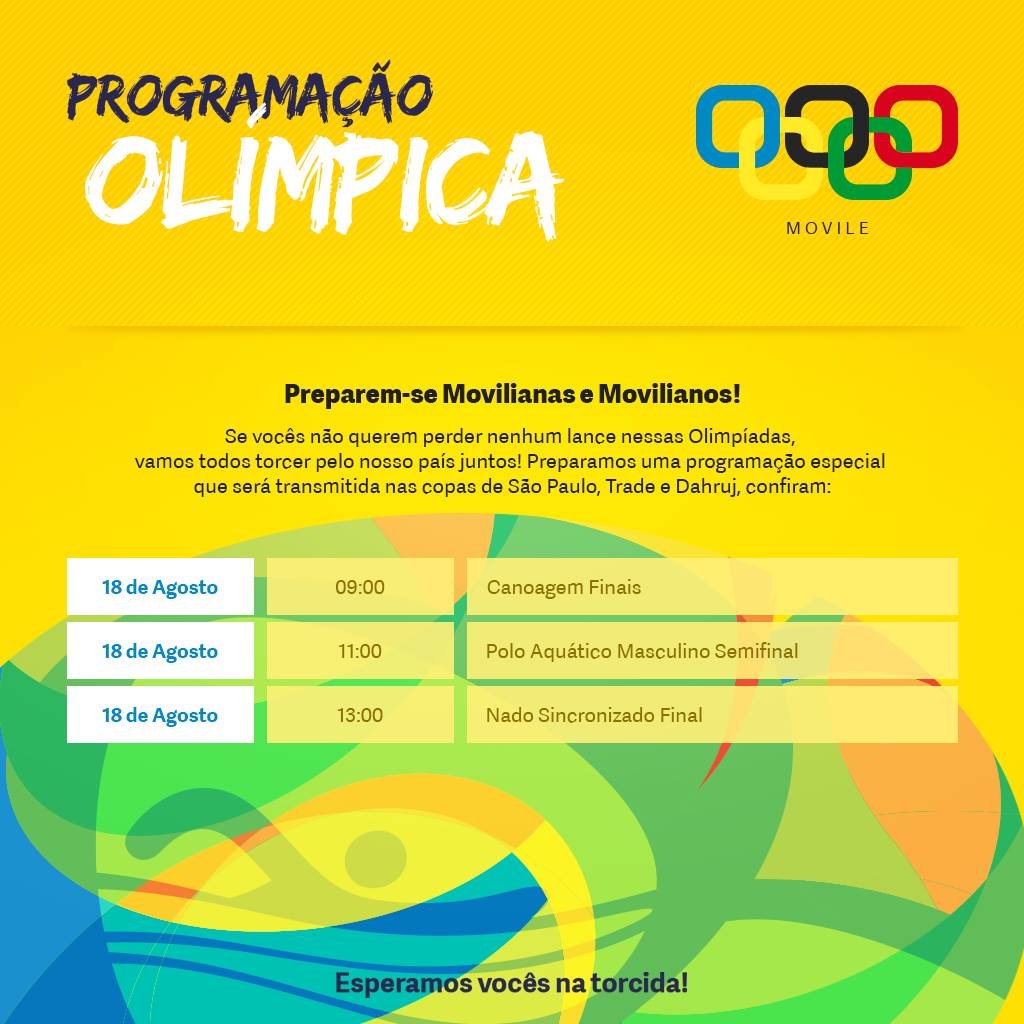 PROGRAMAÇÃO
OLÍMPICA
MOVILE
Preparem-se Movilianas e Movilianos!
Se vocês não querem perder nenhum lance nessas Olimpíadas,
vamos todos torcer pelo nosso país juntos! Preparamos uma programação especial
que será transmitida nas copas de São Paulo, Trade e Dahruj, confiram:
18 de Agosto 09:00 Canoagem Finais
18 de Agosto 11:00 Polo Aquático Masculino Semifinal
18 de Agosto 13:00 Nado Sincronizado Final
Esperamos vocês na torcida!